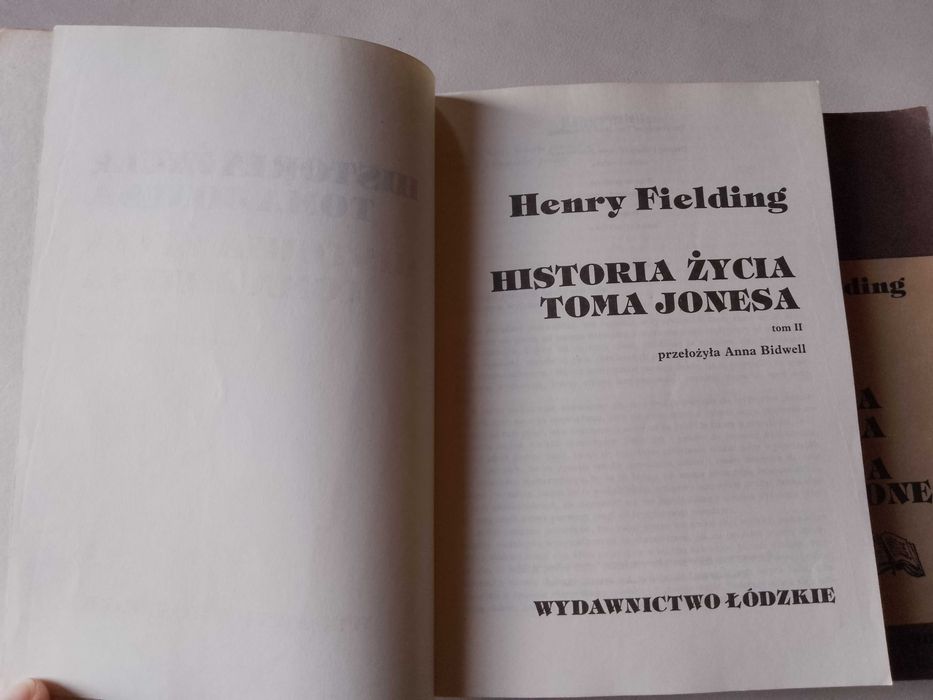 Henry Fielding
HISTORIA ŻYCIA
TOMA JONESA
tom II
przełożyła Anna Bidwell
WYDAWNICTWO ŁÓDZKIE